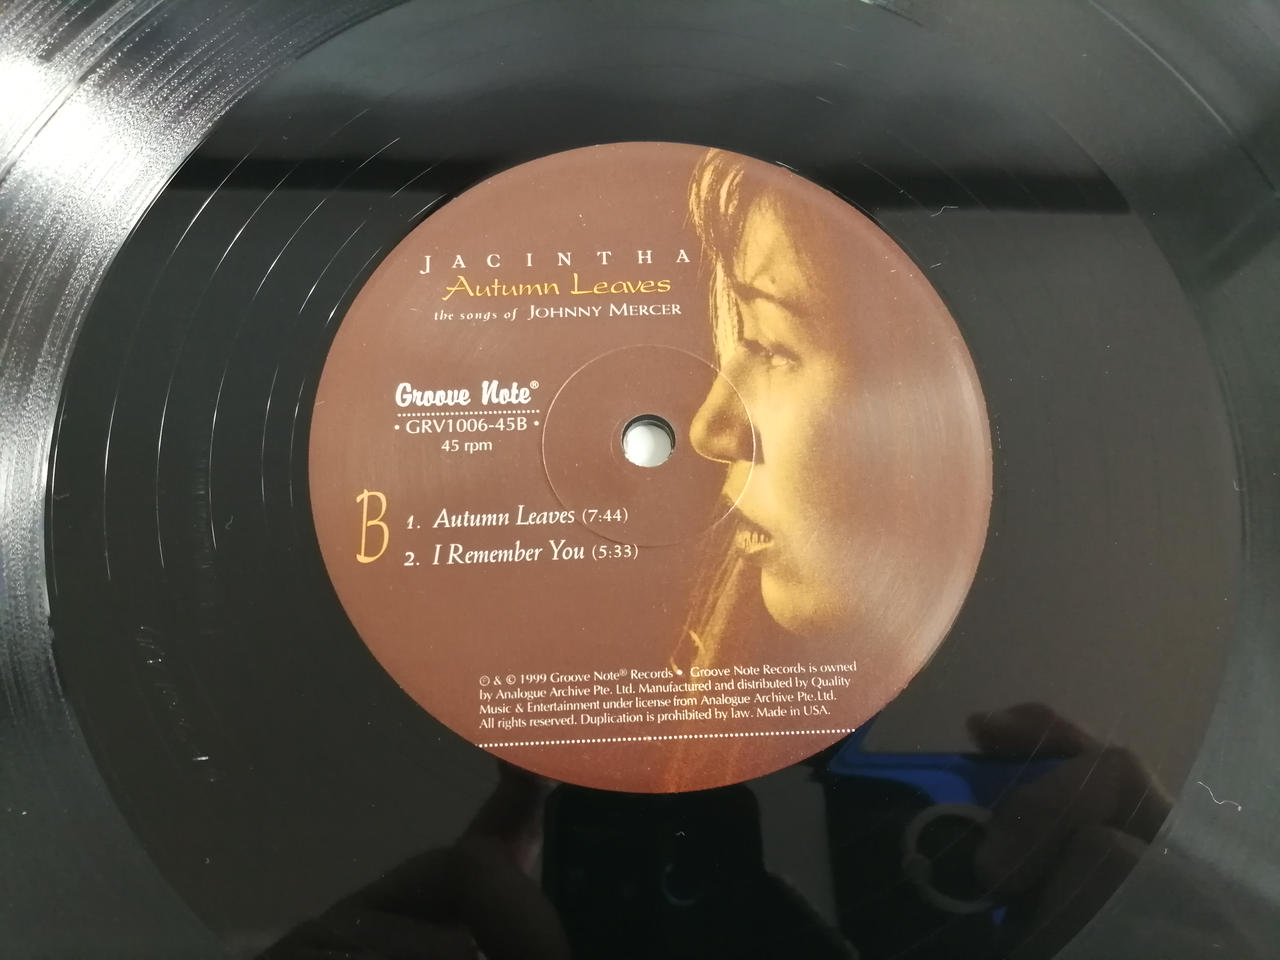 JACINTHA
Autumn Leaves
the songs of JOHNNY MERCER
Groove Note®
• GRV1006-45B •
45 rpm
B
1. Autumn Leaves (7:44)
2. I Remember You (5:33)
℗ & © 1999 Groove Note® Records • Groove Note Records is owned
by Analogue Archive Pte. Ltd. Manufactured and distributed by Quality
Music & Entertainment under license from Analogue Archive Pte.Ltd.
All rights reserved. Duplication is prohibited by law. Made in USA.